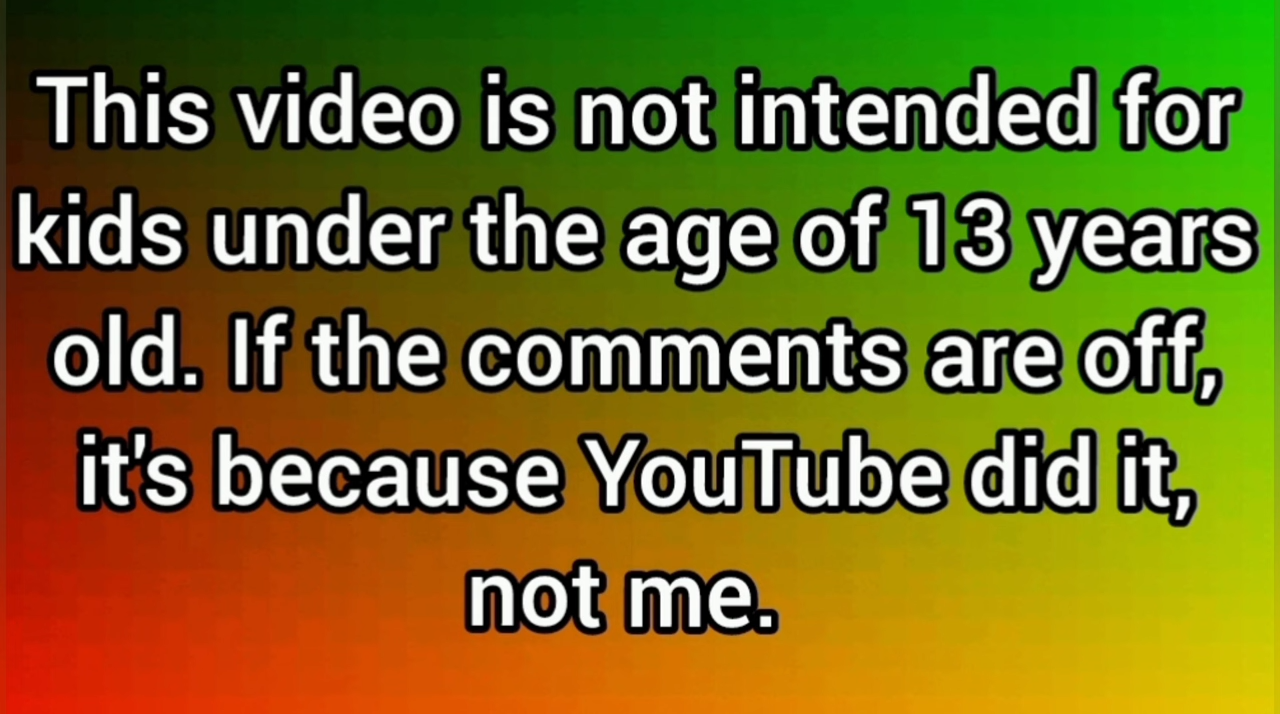 This video is not intended for
kids under the age of 13 years
old. If the comments are off,
it's because YouTube did it,
not me.